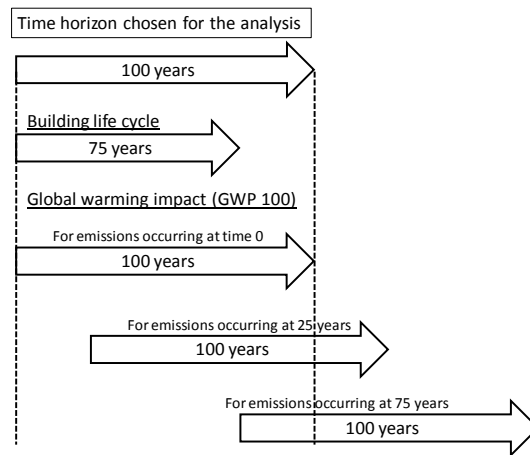 Time horizon chosen for the analysis
100 years
Building life cycle
75 years
Global warming impact (GWP 100)
For emissions occurring at time 0
100 years
For emissions occurring at 25 years
100 years
For emissions occurring at 75 years
100 years